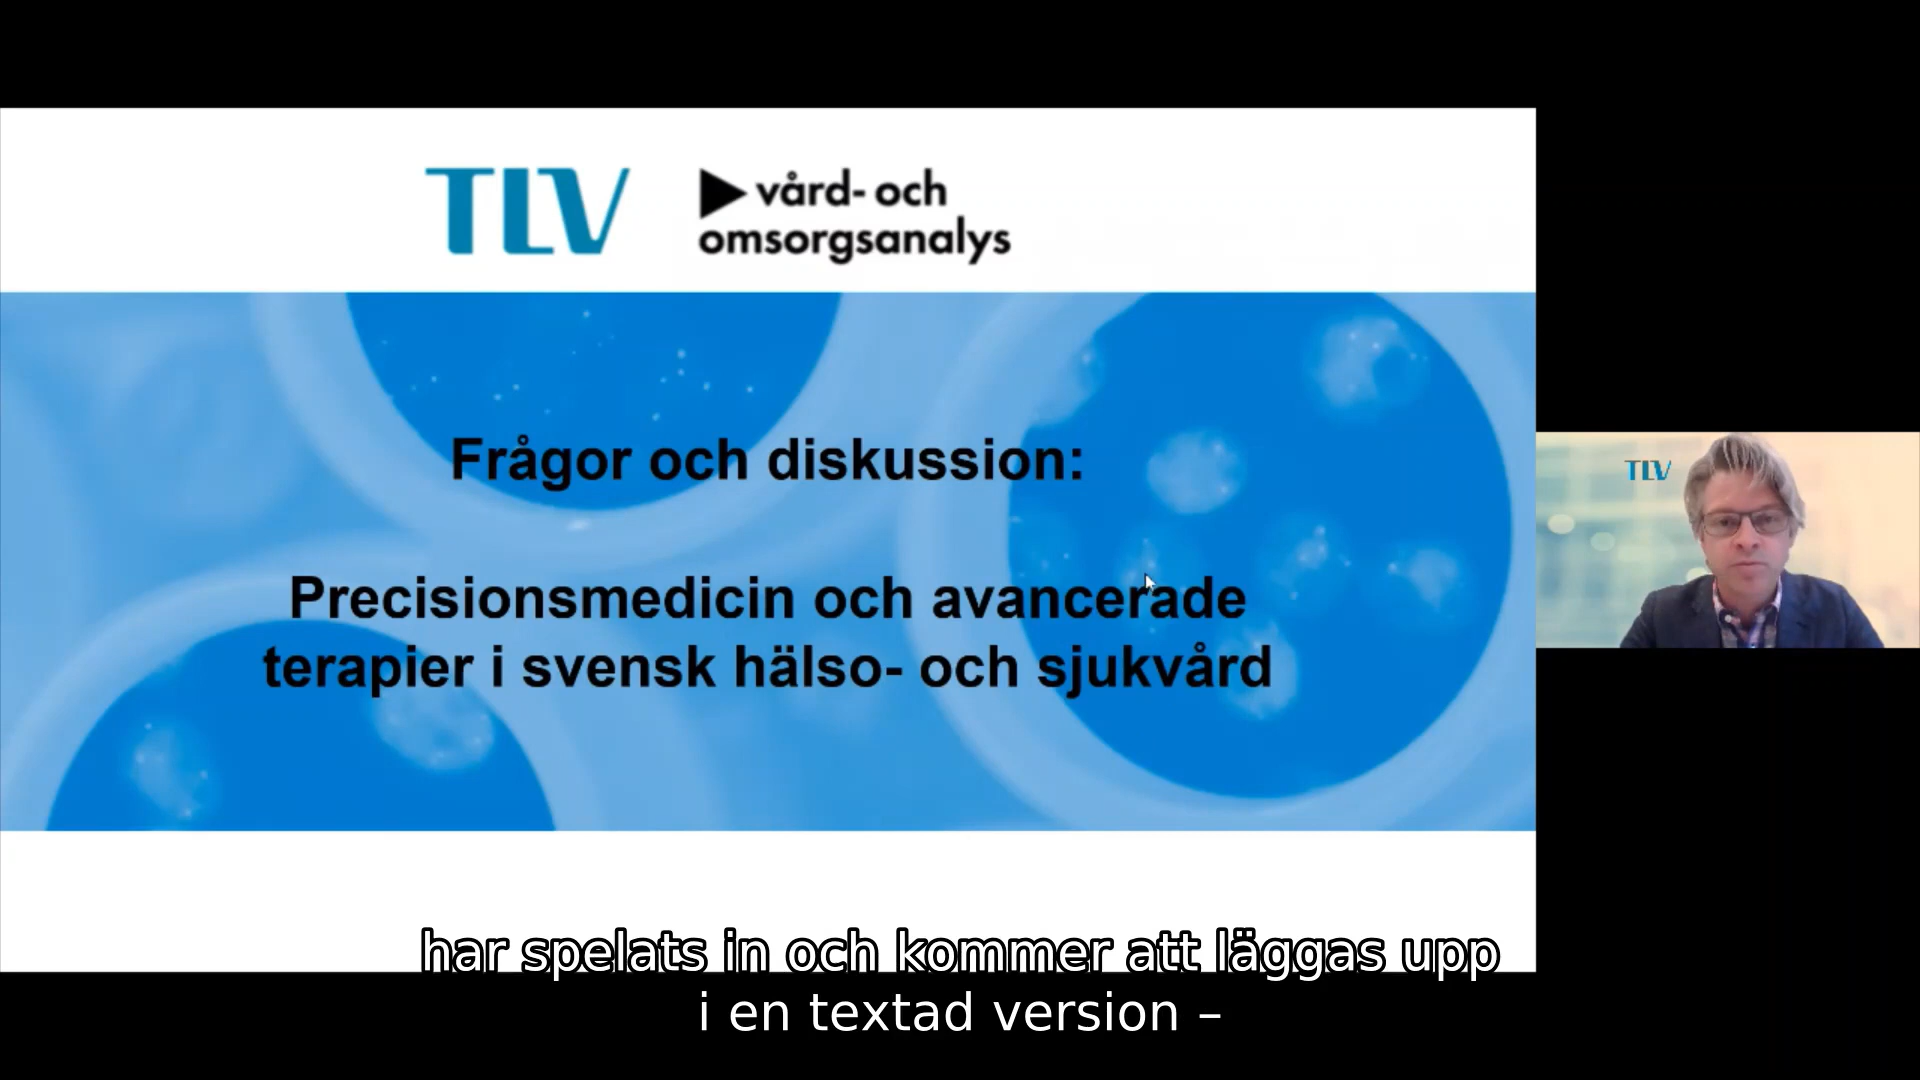 TLV
vård- och
omsorgsanalys
Frågor och diskussion:
Precisionsmedicin och avancerade
terapier i svensk hälso- och sjukvård
TLV
har spelats in och kommer att läggas upp
i en textad version –